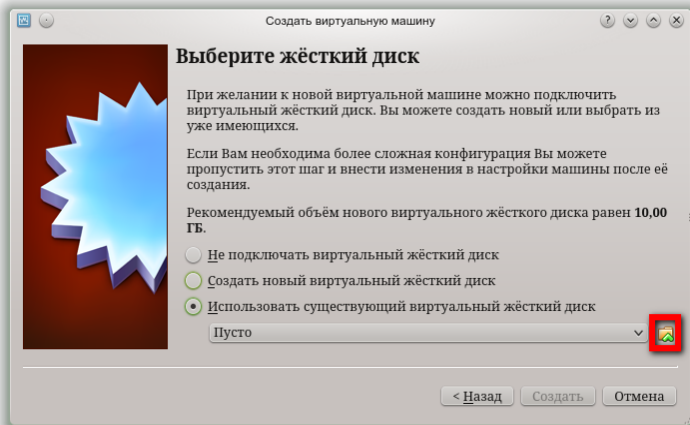 Создать виртуальную машину
Выберите жёсткий диск
При желании к новой виртуальной машине можно подключить
виртуальный жёсткий диск. Вы можете создать новый или выбрать из
уже имеющихся.
Если Вам необходима более сложная конфигурация Вы можете
пропустить этот шаг и внести изменения в настройки машины после её
создания.
Рекомендуемый объём нового виртуального жёсткого диска равен 10,00
ГБ.
Не подключать виртуальный жёсткий диск
Создать новый виртуальный жёсткий диск
Использовать существующий виртуальный жёсткий диск
Пусто
< Назад Создать Отмена